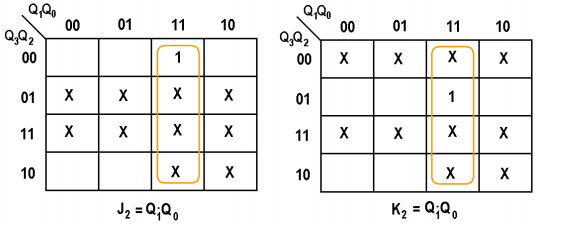 Q₁Q₀
00 01 11 10
Q₃Q₂
00 1
01 X X X X
11 X X X X
10 X X
J₂ = Q₁Q₀
Q₁Q₀
00 01 11 10
Q₃Q₂
00 X X X X
01 1
11 X X X X
10 X X
K₂ = Q₁Q₀